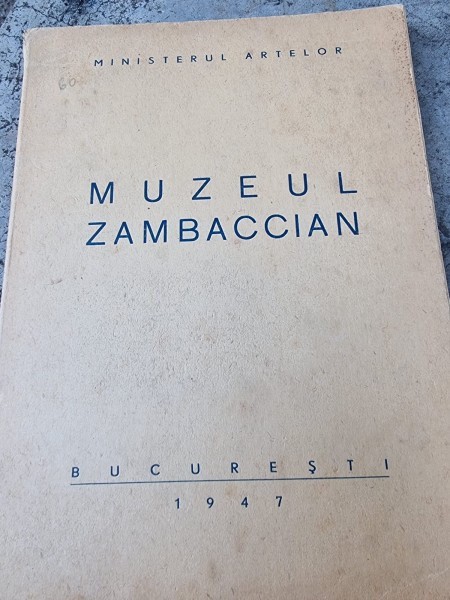 MINISTERUL ARTELOR
60
MUZEUL
ZAMBACCIAN
BUCUREȘTI
1947